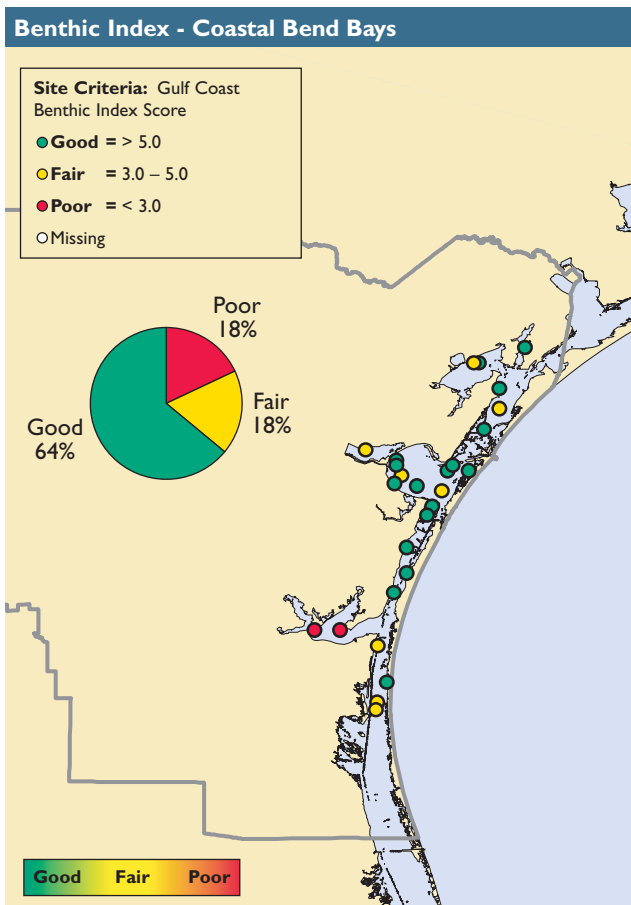 Benthic Index - Coastal Bend Bays
Site Criteria: Gulf Coast
Benthic Index Score
Good = > 5.0
Fair = 3.0 – 5.0
Poor = < 3.0
Missing
Poor
18%
Fair
18%
Good
64%
Good Fair Poor